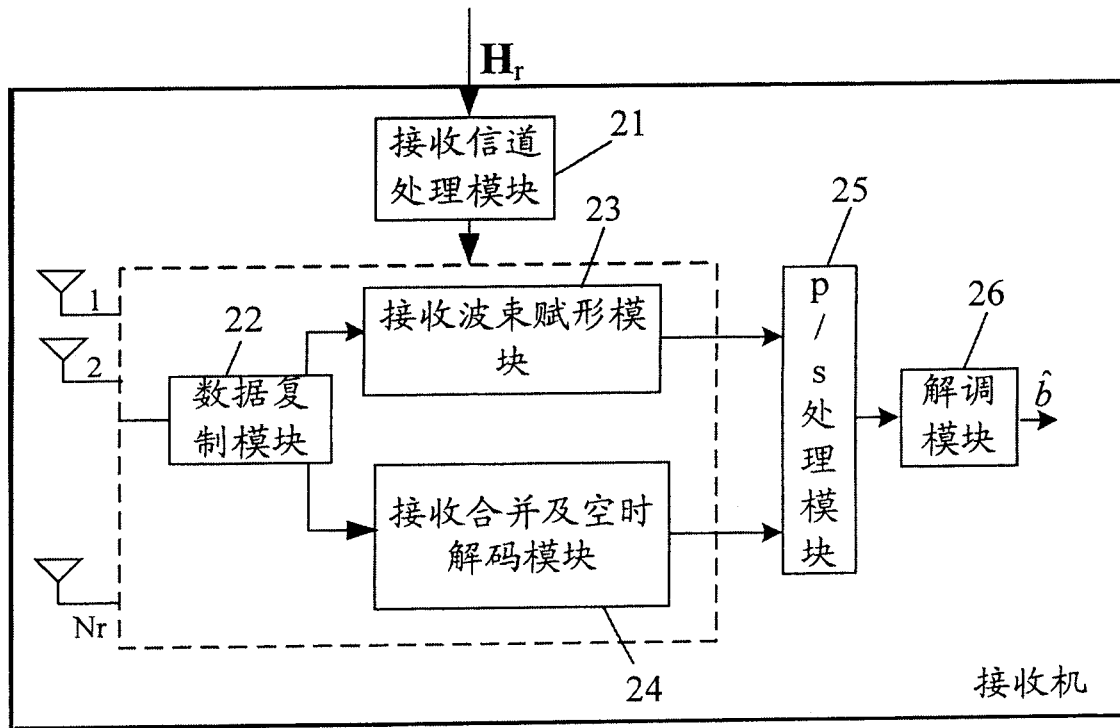 Hr
接收信道
处理模块
21
23
25
1
2
22
数据复
制模块
接收波束赋形模
块
接收合并及空时
解码模块
p
/
s
处
理
模
块
26
解调
模块
b̂
Nr
24
接收机